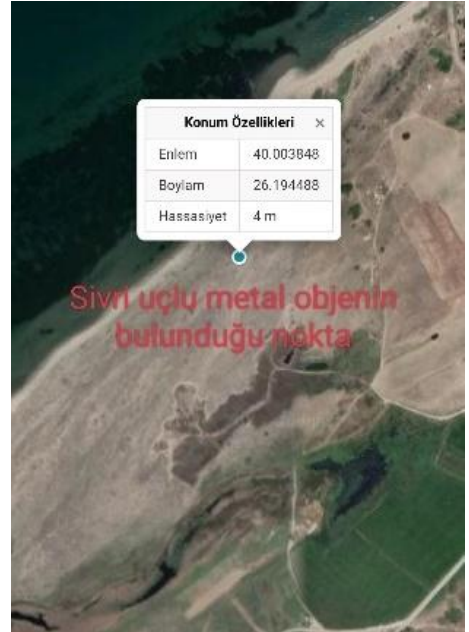 Konum Özellikleri ×
Enlem 40.003848
Boylam 26.194488
Hassasiyet 4 m
Sivri uçlu metal objenin
bulunduğu nokta